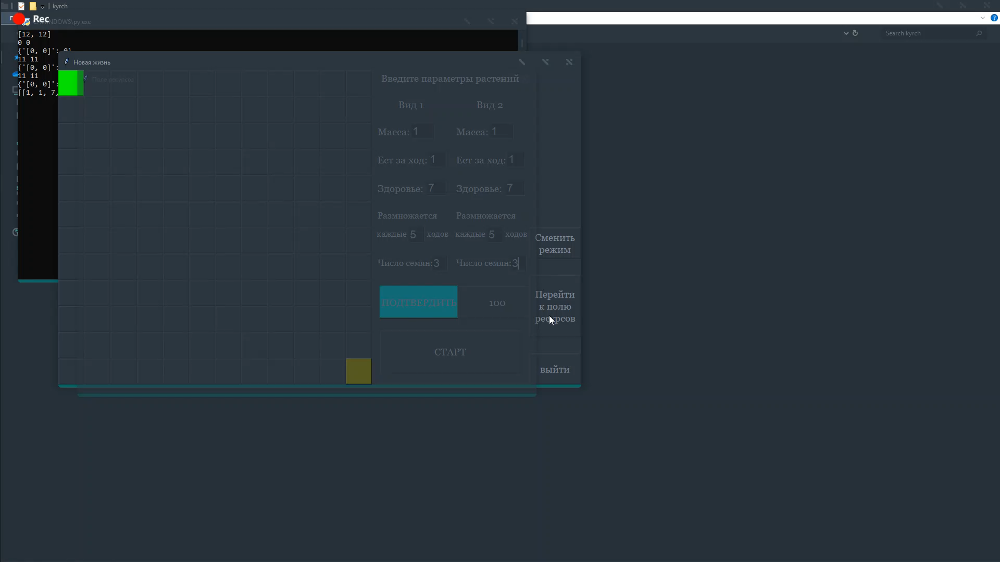 kyrch
Rec
WINDOWS\py.exe
[12, 12]
0 0
{'[0, 0]': 0}
11 11
{'[0, 0]':
11 11
{'[0, 0]':
[[1, 1, 7,
Search kyrch
Новая жизнь
Поле ресурсов
Введите параметры растений
Вид 1 Вид 2
Масса: 1 Масса: 1
Ест за ход: 1 Ест за ход: 1
Здоровье: 7 Здоровье: 7
Размножается Размножается
каждые 5 ходов каждые 5 ходов
Число семян: 3 Число семян: 3
ПОДТВЕРДИТЬ 100
СТАРТ
Сменить
режим
Перейти
к полю
ресурсов
выйти